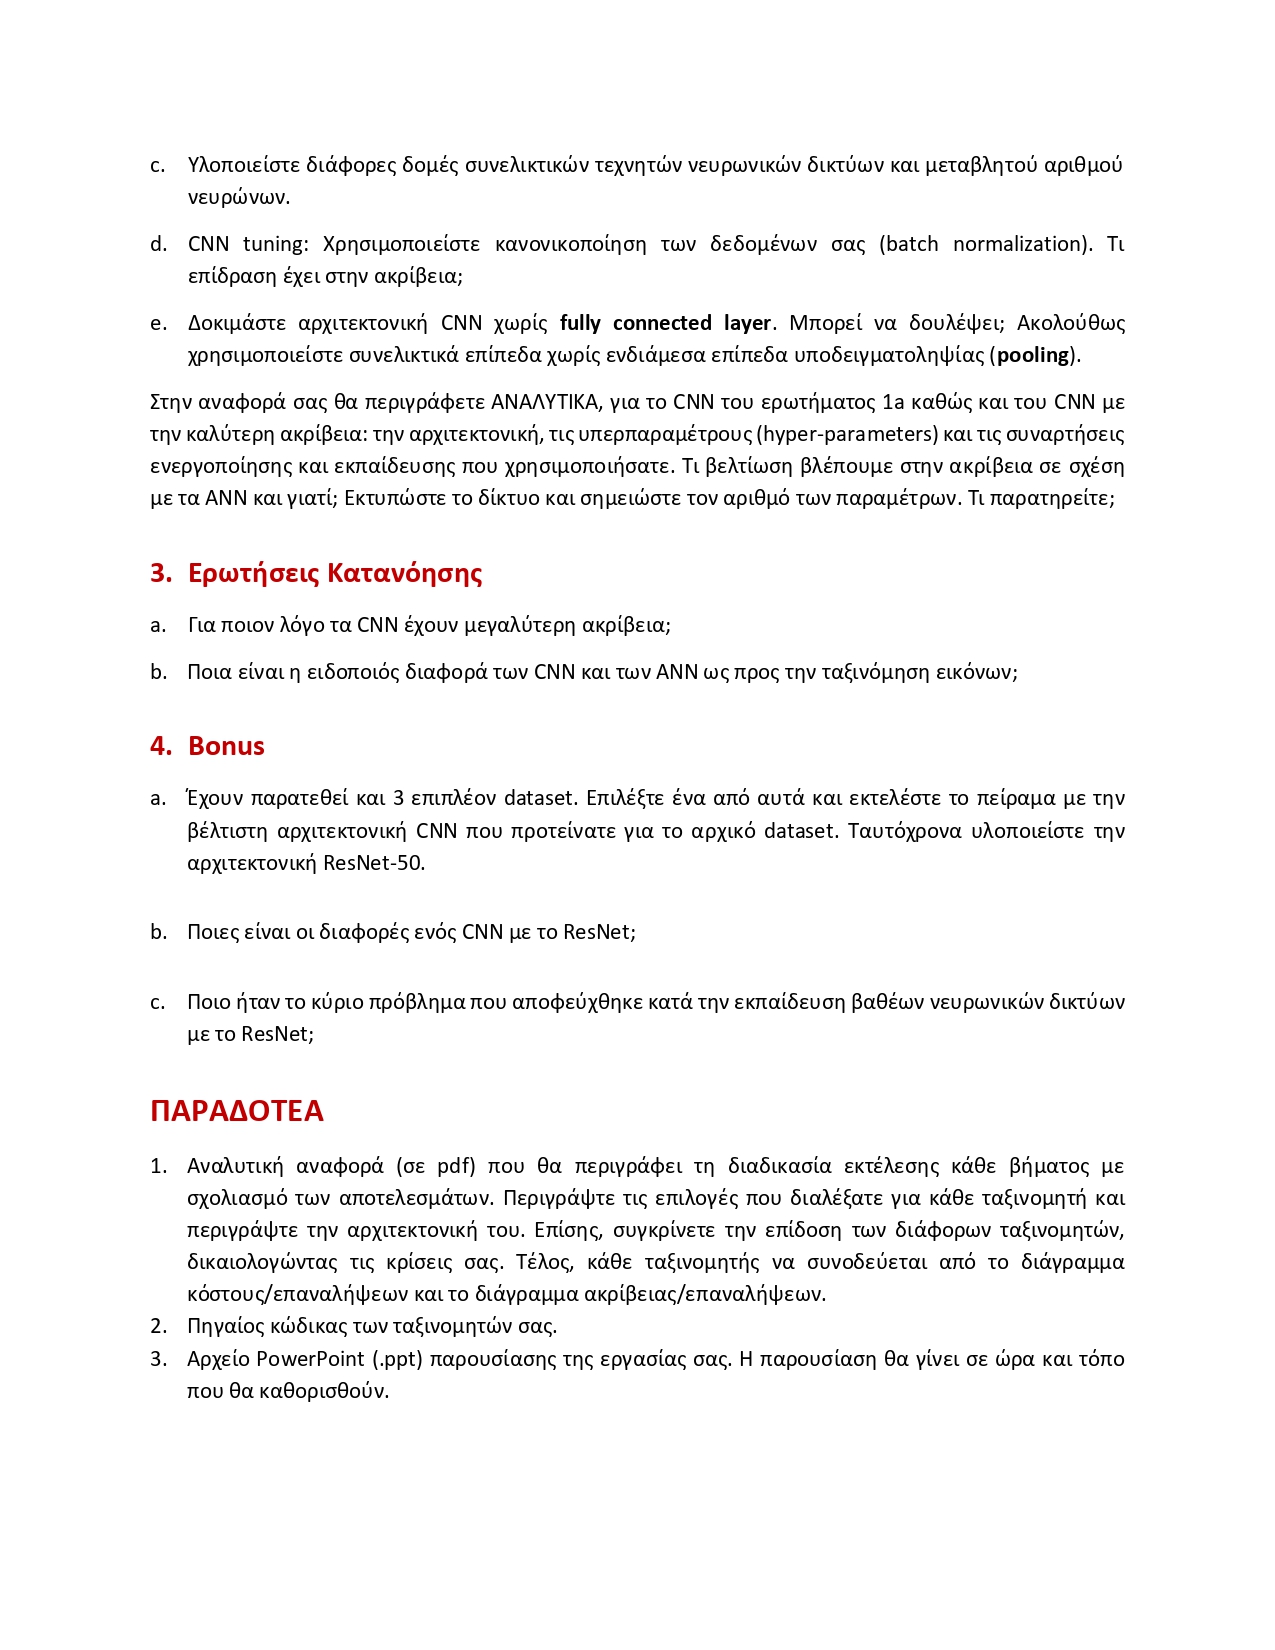 c. Υλοποιείστε διάφορες δομές συνελικτικών τεχνητών νευρωνικών δικτύων και μεταβλητού αριθμού
νευρώνων.
d. CNN tuning: Χρησιμοποιείστε κανονικοποίηση των δεδομένων σας (batch normalization). Τι
επίδραση έχει στην ακρίβεια;
e. Δοκιμάστε αρχιτεκτονική CNN χωρίς fully connected layer. Μπορεί να δουλέψει; Ακολούθως
χρησιμοποιείστε συνελικτικά επίπεδα χωρίς ενδιάμεσα επίπεδα υποδειγματοληψίας (pooling).
Στην αναφορά σας θα περιγράφετε ΑΝΑΛΥΤΙΚΑ, για το CNN του ερωτήματος 1a καθώς και του CNN με
την καλύτερη ακρίβεια: την αρχιτεκτονική, τις υπερπαραμέτρους (hyper-parameters) και τις συναρτήσεις
ενεργοποίησης και εκπαίδευσης που χρησιμοποιήσατε. Τι βελτίωση βλέπουμε στην ακρίβεια σε σχέση
με τα ANN και γιατί; Εκτυπώστε το δίκτυο και σημειώστε τον αριθμό των παραμέτρων. Τι παρατηρείτε;
3. Ερωτήσεις Κατανόησης
a. Για ποιον λόγο τα CNN έχουν μεγαλύτερη ακρίβεια;
b. Ποια είναι η ειδοποιός διαφορά των CNN και των ANN ως προς την ταξινόμηση εικόνων;
4. Bonus
a. Έχουν παρατεθεί και 3 επιπλέον dataset. Επιλέξτε ένα από αυτά και εκτελέστε το πείραμα με την
βέλτιστη αρχιτεκτονική CNN που προτείνατε για το αρχικό dataset. Ταυτόχρονα υλοποιείστε την
αρχιτεκτονική ResNet-50.
b. Ποιες είναι οι διαφορές ενός CNN με το ResNet;
c. Ποιο ήταν το κύριο πρόβλημα που αποφεύχθηκε κατά την εκπαίδευση βαθέων νευρωνικών δικτύων
με το ResNet;
ΠΑΡΑΔΟΤΕΑ
1. Αναλυτική αναφορά (σε pdf) που θα περιγράφει τη διαδικασία εκτέλεσης κάθε βήματος με
σχολιασμό των αποτελεσμάτων. Περιγράψτε τις επιλογές που διαλέξατε για κάθε ταξινομητή και
περιγράψτε την αρχιτεκτονική του. Επίσης, συγκρίνετε την επίδοση των διάφορων ταξινομητών,
δικαιολογώντας τις κρίσεις σας. Τέλος, κάθε ταξινομητής να συνοδεύεται από το διάγραμμα
κόστους/επαναλήψεων και το διάγραμμα ακρίβειας/επαναλήψεων.
2. Πηγαίος κώδικας των ταξινομητών σας.
3. Αρχείο PowerPoint (.ppt) παρουσίασης της εργασίας σας. Η παρουσίαση θα γίνει σε ώρα και τόπο
που θα καθορισθούν.